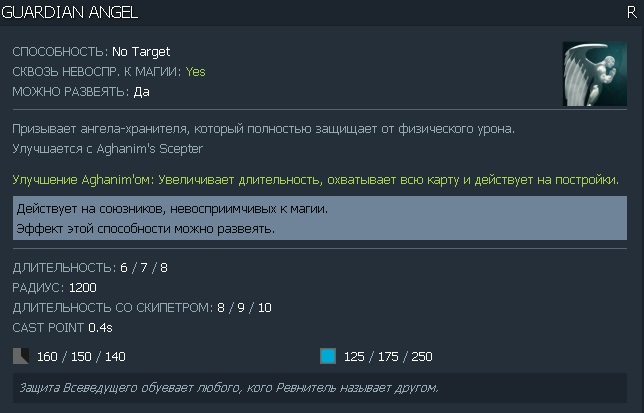 GUARDIAN ANGEL R
СПОСОБНОСТЬ: No Target
СКВОЗЬ НЕВОСПР. К МАГИИ: Yes
МОЖНО РАЗВЕЯТЬ: Да
Призывает ангела-хранителя, который полностью защищает от физического урона.
Улучшается с Aghanim's Scepter
Улучшение Aghanim'ом: Увеличивает длительность, охватывает всю карту и действует на постройки.
Действует на союзников, невосприимчивых к магии.
Эффект этой способности можно развеять.
ДЛИТЕЛЬНОСТЬ: 6 / 7 / 8
РАДИУС: 1200
ДЛИТЕЛЬНОСТЬ СО СКИПЕТРОМ: 8 / 9 / 10
CAST POINT 0.4s
160 / 150 / 140 125 / 175 / 250
Защита Всеведущего обуевает любого, кого Ревнитель называет другом.